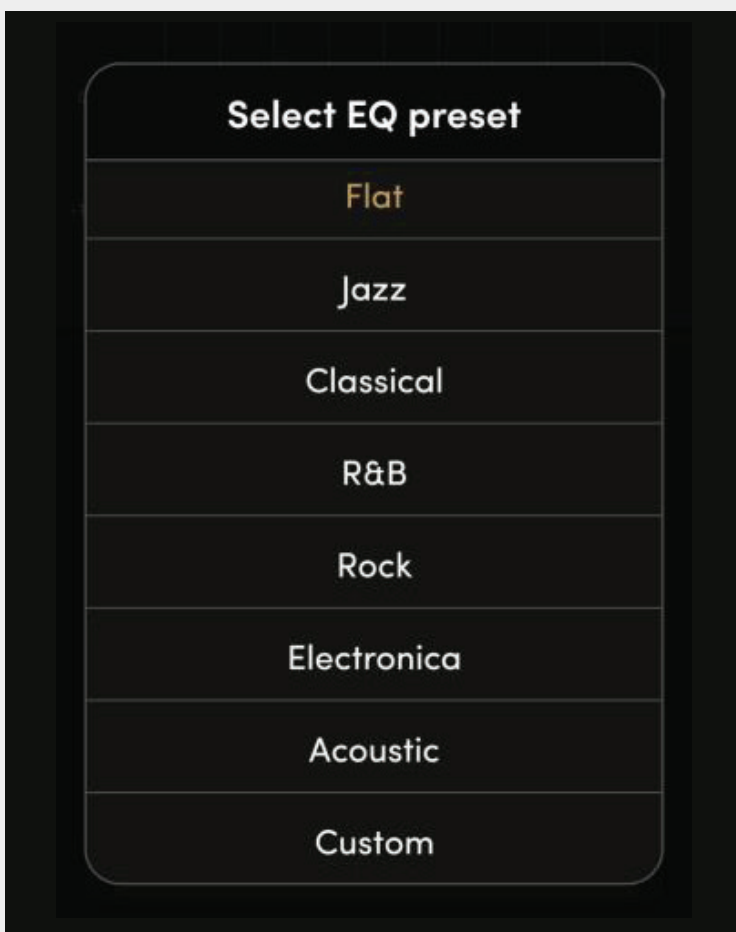 Select EQ preset
Flat
Jazz
Classical
R&B
Rock
Electronica
Acoustic
Custom